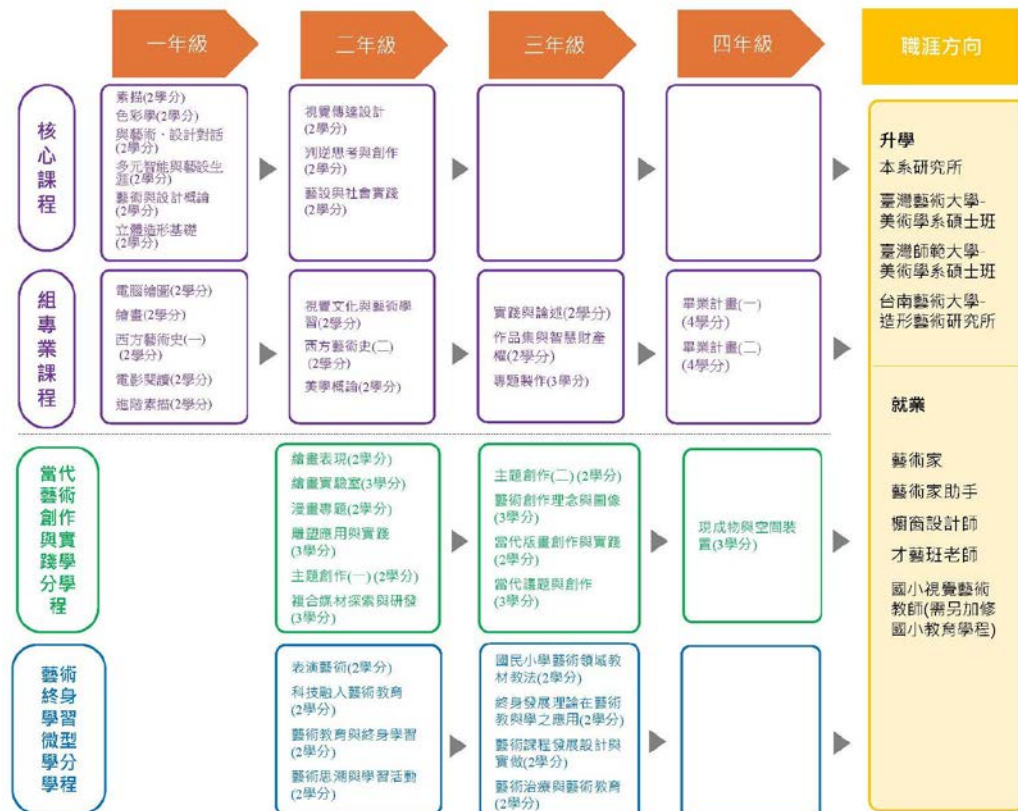 一年級
二年級
三年級
四年級
職涯方向
核心課程
素描(2學分)
色彩學(2學分)
與藝術、設計對話
(2學分)
多元智能與藝設生
涯(2學分)
藝術與設計概論
(2學分)
立體造形基礎
(2學分)
視覺傳達設計
(2學分)
判逆思考與創作
(2學分)
藝設與社會實踐
(2學分)
組專業課程
電腦繪圖(2學分)
繪畫(2學分)
西方藝術史(一)
(2學分)
電影閱讀(2學分)
進階素描(2學分)
視覺文化與藝術學
習(2學分)
西方藝術史(二)
(2學分)
美學概論(2學分)
實踐與論述(2學分)
作品集與智慧財產
權(2學分)
專題製作(3學分)
畢業計畫(一)
(4學分)
畢業計畫(二)
(4學分)
當代
藝術
創作
與實
踐學
分學
程
繪畫表現(2學分)
繪畫實驗室(3學分)
漫畫專題(2學分)
雕塑應用與實踐
(3學分)
主題創作(一)(2學分)
複合媒材探索與研發
(3學分)
主題創作(二)(2學分)
藝術創作理念與圖像
(3學分)
當代版畫創作與實踐
(2學分)
當代議題與創作
(3學分)
現成物與空間裝
置(3學分)
藝術
終身
學習
微型
學分
學程
表演藝術(2學分)
科技融入藝術教育
(2學分)
藝術教育與終身學習
(2學分)
藝術思潮與學習活動
(2學分)
國民小學藝術領域教
材教法(2學分)
終身發展理論在藝術
教與學之應用(2學分)
藝術課程發展設計與
實做(2學分)
藝術治療與藝術教育
(2學分)
升學
本系研究所
臺灣藝術大學-
美術學系碩士班
臺灣師範大學-
美術學系碩士班
台南藝術大學-
造形藝術研究所
就業
藝術家
藝術家助手
櫥窗設計師
才藝班老師
國小視覺藝術
教師(需另加修
國小教育學程)